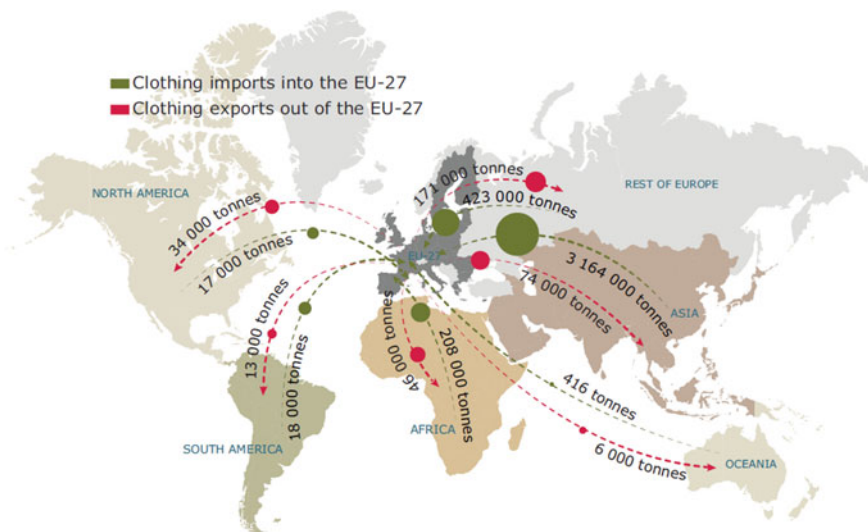 Clothing imports into the EU-27
Clothing exports out of the EU-27
NORTH AMERICA
REST OF EUROPE
171 000 tonnes
423 000 tonnes
34 000 tonnes
17 000 tonnes
EU-27
3 164 000 tonnes
74 000 tonnes
ASIA
13 000 tonnes
18 000 tonnes
46 000 tonnes
208 000 tonnes
416 tonnes
AFRICA
SOUTH AMERICA
6 000 tonnes
OCEANIA